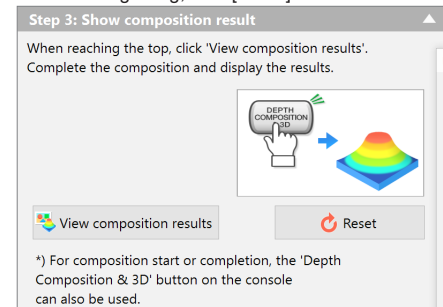 Step 3: Show composition result
When reaching the top, click 'View composition results'.
Complete the composition and display the results.
DEPTH
COMPOSITION
3D
View composition results
Reset
*) For composition start or completion, the 'Depth
Composition & 3D' button on the console
can also be used.